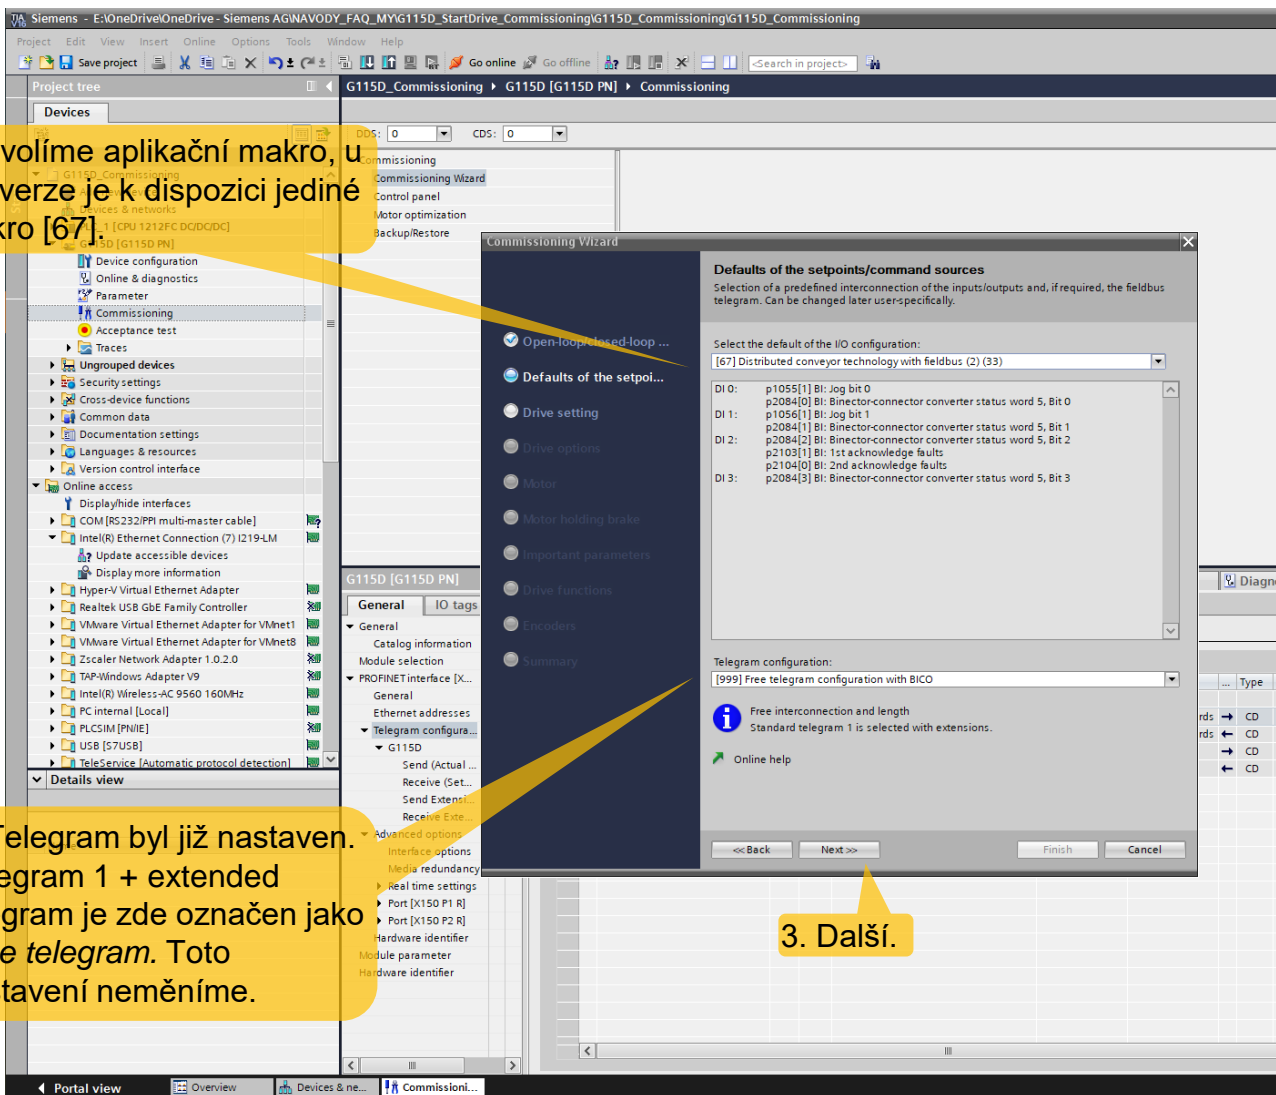 Siemens - E:\OneDrive\OneDrive - Siemens AG\NAVODY_FAQ_MY\G115D_StartDrive_Commissioning\G115D_Commissioning\G115D_Commissioning
Project Edit View Insert Online Options Tools Window Help
Save project Go online Go offline <Search in project>
Project tree
G115D_Commissioning ▸ G115D [G115D PN] ▸ Commissioning
Devices
DDS: 0 CDS: 0
volíme aplikační makro, u
verze je k dispozici jediné
kro [67].
G115D_Commissioning
Devices & networks
PLC_1 [CPU 1212FC DC/DC/DC]
G115D [G115D PN]
Device configuration
Online & diagnostics
Parameter
Commissioning
Acceptance test
Traces
Ungrouped devices
Security settings
Cross-device functions
Common data
Documentation settings
Languages & resources
Version control interface
Online access
Display/hide interfaces
COM [RS232/PPI multi-master cable]
Intel(R) Ethernet Connection (7) I219-LM
Update accessible devices
Display more information
Hyper-V Virtual Ethernet Adapter
Realtek USB GbE Family Controller
VMware Virtual Ethernet Adapter for VMnet1
VMware Virtual Ethernet Adapter for VMnet8
Zscaler Network Adapter 1.0.2.0
TAP-Windows Adapter V9
Intel(R) Wireless-AC 9560 160MHz
PC internal [Local]
PLCSIM [PN/IE]
USB [S7USB]
TeleService [Automatic protocol detection]
Details view
Telegram byl již nastaven.
egram 1 + extended
gram je zde označen jako
e telegram. Toto
stavení neměníme.
Commissioning
Commissioning Wizard
Control panel
Motor optimization
Backup/Restore
G115D [G115D PN]
Diagn
General IO tags
General
Catalog information
Module selection
PROFINET interface [X...
General
Ethernet addresses
Telegram configura...
G115D
Send (Actual ...
Receive (Set...
Send Extensi...
Receive Exte...
Advanced options
Interface options
Media redundancy
Real time settings
Port [X150 P1 R]
Port [X150 P2 R]
Hardware identifier
Module parameter
Hardware identifier
Commissioning Wizard
Open-loop/closed-loop ...
Defaults of the setpoi...
Drive setting
Drive options
Motor
Motor holding brake
Important parameters
Drive functions
Encoders
Summary
Defaults of the setpoints/command sources
Selection of a predefined interconnection of the inputs/outputs and, if required, the fieldbus
telegram. Can be changed later user-specifically.
Select the default of the I/O configuration:
[67] Distributed conveyor technology with fieldbus (2) (33)
DI 0: p1055[1] BI: Jog bit 0
p2084[0] BI: Binector-connector converter status word 5, Bit 0
DI 1: p1056[1] BI: Jog bit 1
p2084[1] BI: Binector-connector converter status word 5, Bit 1
DI 2: p2084[2] BI: Binector-connector converter status word 5, Bit 2
p2103[1] BI: 1st acknowledge faults
p2104[0] BI: 2nd acknowledge faults
DI 3: p2084[3] BI: Binector-connector converter status word 5, Bit 3
Telegram configuration:
[999] Free telegram configuration with BICO
Free interconnection and length
Standard telegram 1 is selected with extensions.
Online help
<<Back Next>> Finish Cancel
... Type
rds → CD
rds ← CD
→ CD
← CD
3. Další.
Portal view Overview Devices & ne... Commissioni...